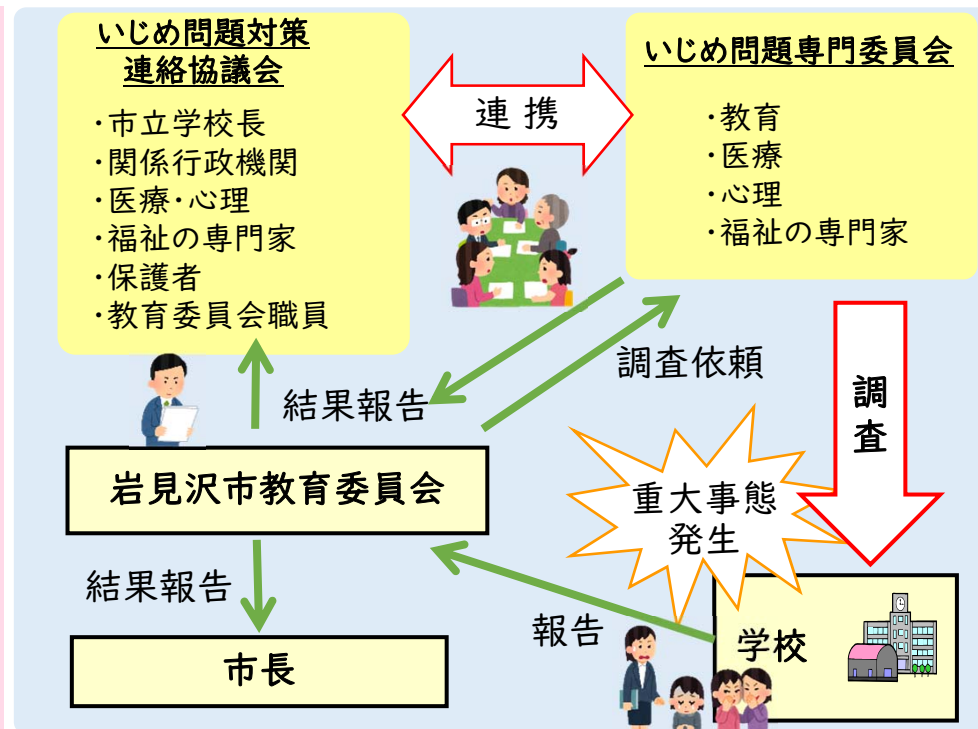 いじめ問題対策
連絡協議会
・市立学校長
・関係行政機関
・医療・心理
・福祉の専門家
・保護者
・教育委員会職員
連携
いじめ問題専門委員会
・教育
・医療
・心理
・福祉の専門家
結果報告
調査依頼
調査
岩見沢市教育委員会
重大事態
発生
結果報告
報告
市長
学校